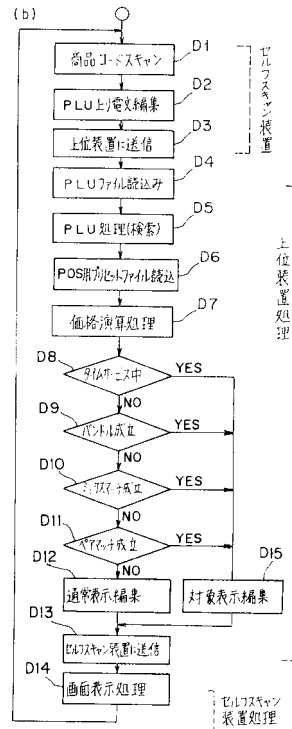 (b)
D1
商品コードスキャン
D2
PLU上り電文編集
D3
上位装置に送信
セルフスキャン装置
D4
PLUファイル読込み
D5
PLU処理(検索)
D6
POS用プリセットファイル読込
D7
価格演算処理
上位装置処理
D8
タイムサービス中
YES
NO
D9
バンドル成立
YES
NO
D10
ミックスマッチ成立
YES
NO
D11
ペアマッチ成立
YES
NO
D12
通常表示編集
D15
対象表示編集
D13
セルフスキャン装置に送信
D14
画面表示処理
セルフスキャン
装置処理